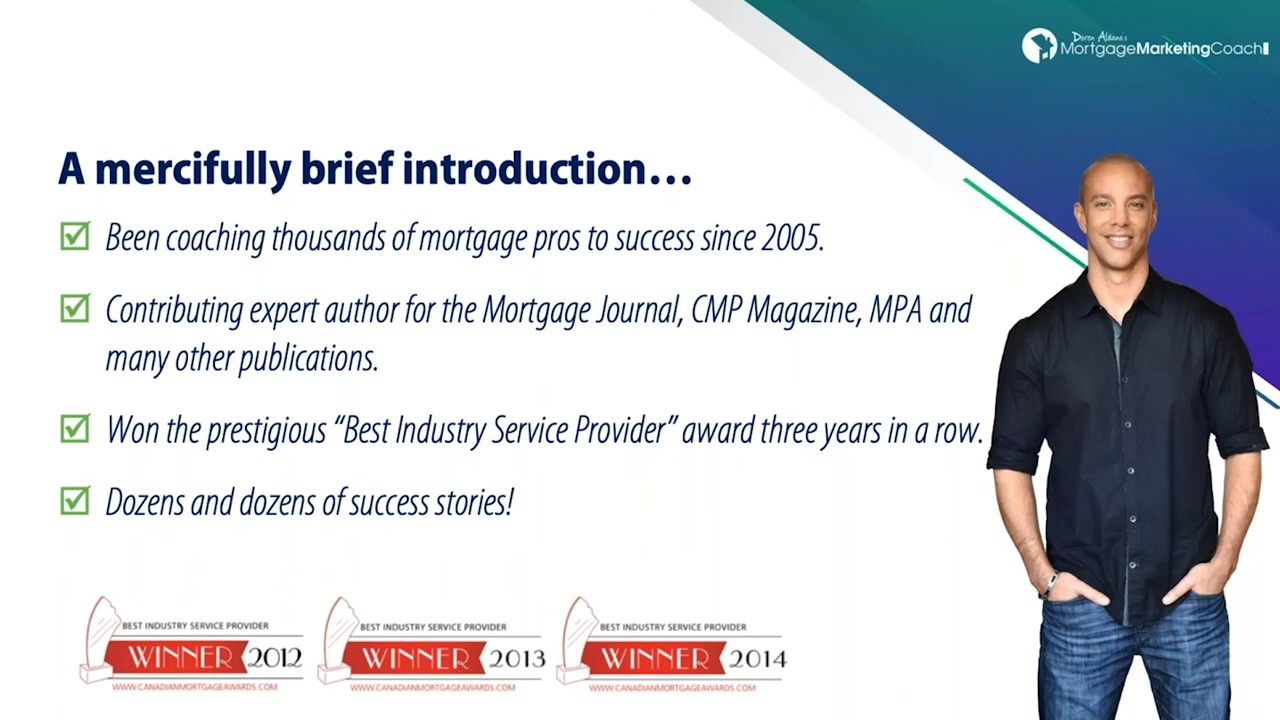 Doren Aldana's
MortgageMarketingCoach
A mercifully brief introduction…
Been coaching thousands of mortgage pros to success since 2005.
Contributing expert author for the Mortgage Journal, CMP Magazine, MPA and
many other publications.
Won the prestigious “Best Industry Service Provider” award three years in a row.
Dozens and dozens of success stories!
BEST INDUSTRY SERVICE PROVIDER
WINNER 2012
WWW.CANADIANMORTGAGEAWARDS.COM
BEST INDUSTRY SERVICE PROVIDER
WINNER 2013
WWW.CANADIANMORTGAGEAWARDS.COM
BEST INDUSTRY SERVICE PROVIDER
WINNER 2014
WWW.CANADIANMORTGAGEAWARDS.COM